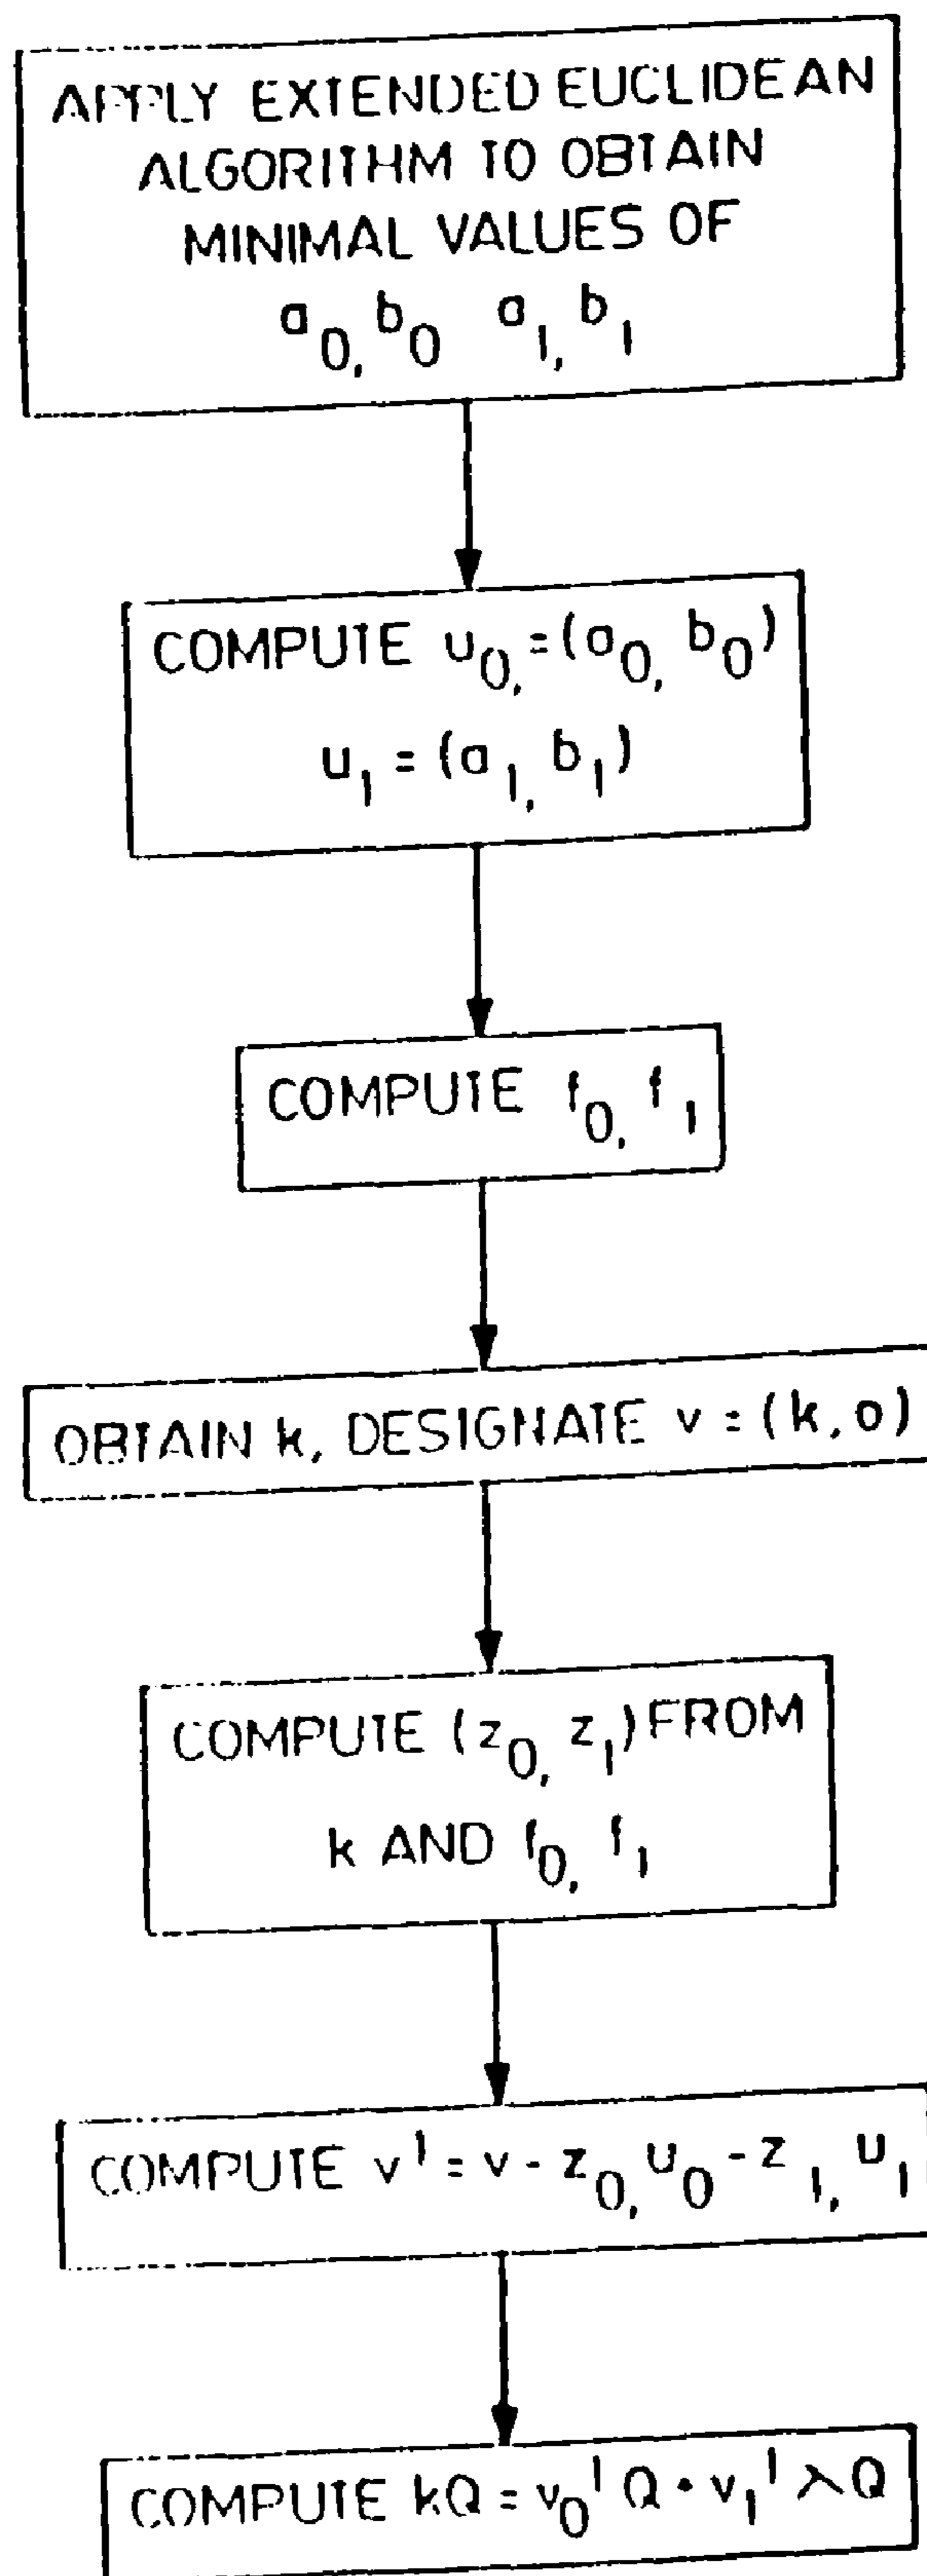 APPLY EXTENDED EUCLIDEAN
ALGORITHM TO OBTAIN
MINIMAL VALUES OF
a₀, b₀ a₁, b₁
COMPUTE u₀, = (a₀, b₀)
u₁ = (a₁, b₁)
COMPUTE f₀, f₁
OBTAIN k, DESIGNATE v = (k, o)
COMPUTE (z₀, z₁) FROM
k AND f₀, f₁
COMPUTE v' = v - z₀, u₀ - z₁, u₁
COMPUTE kQ = v₀' Q • v₁' λQ